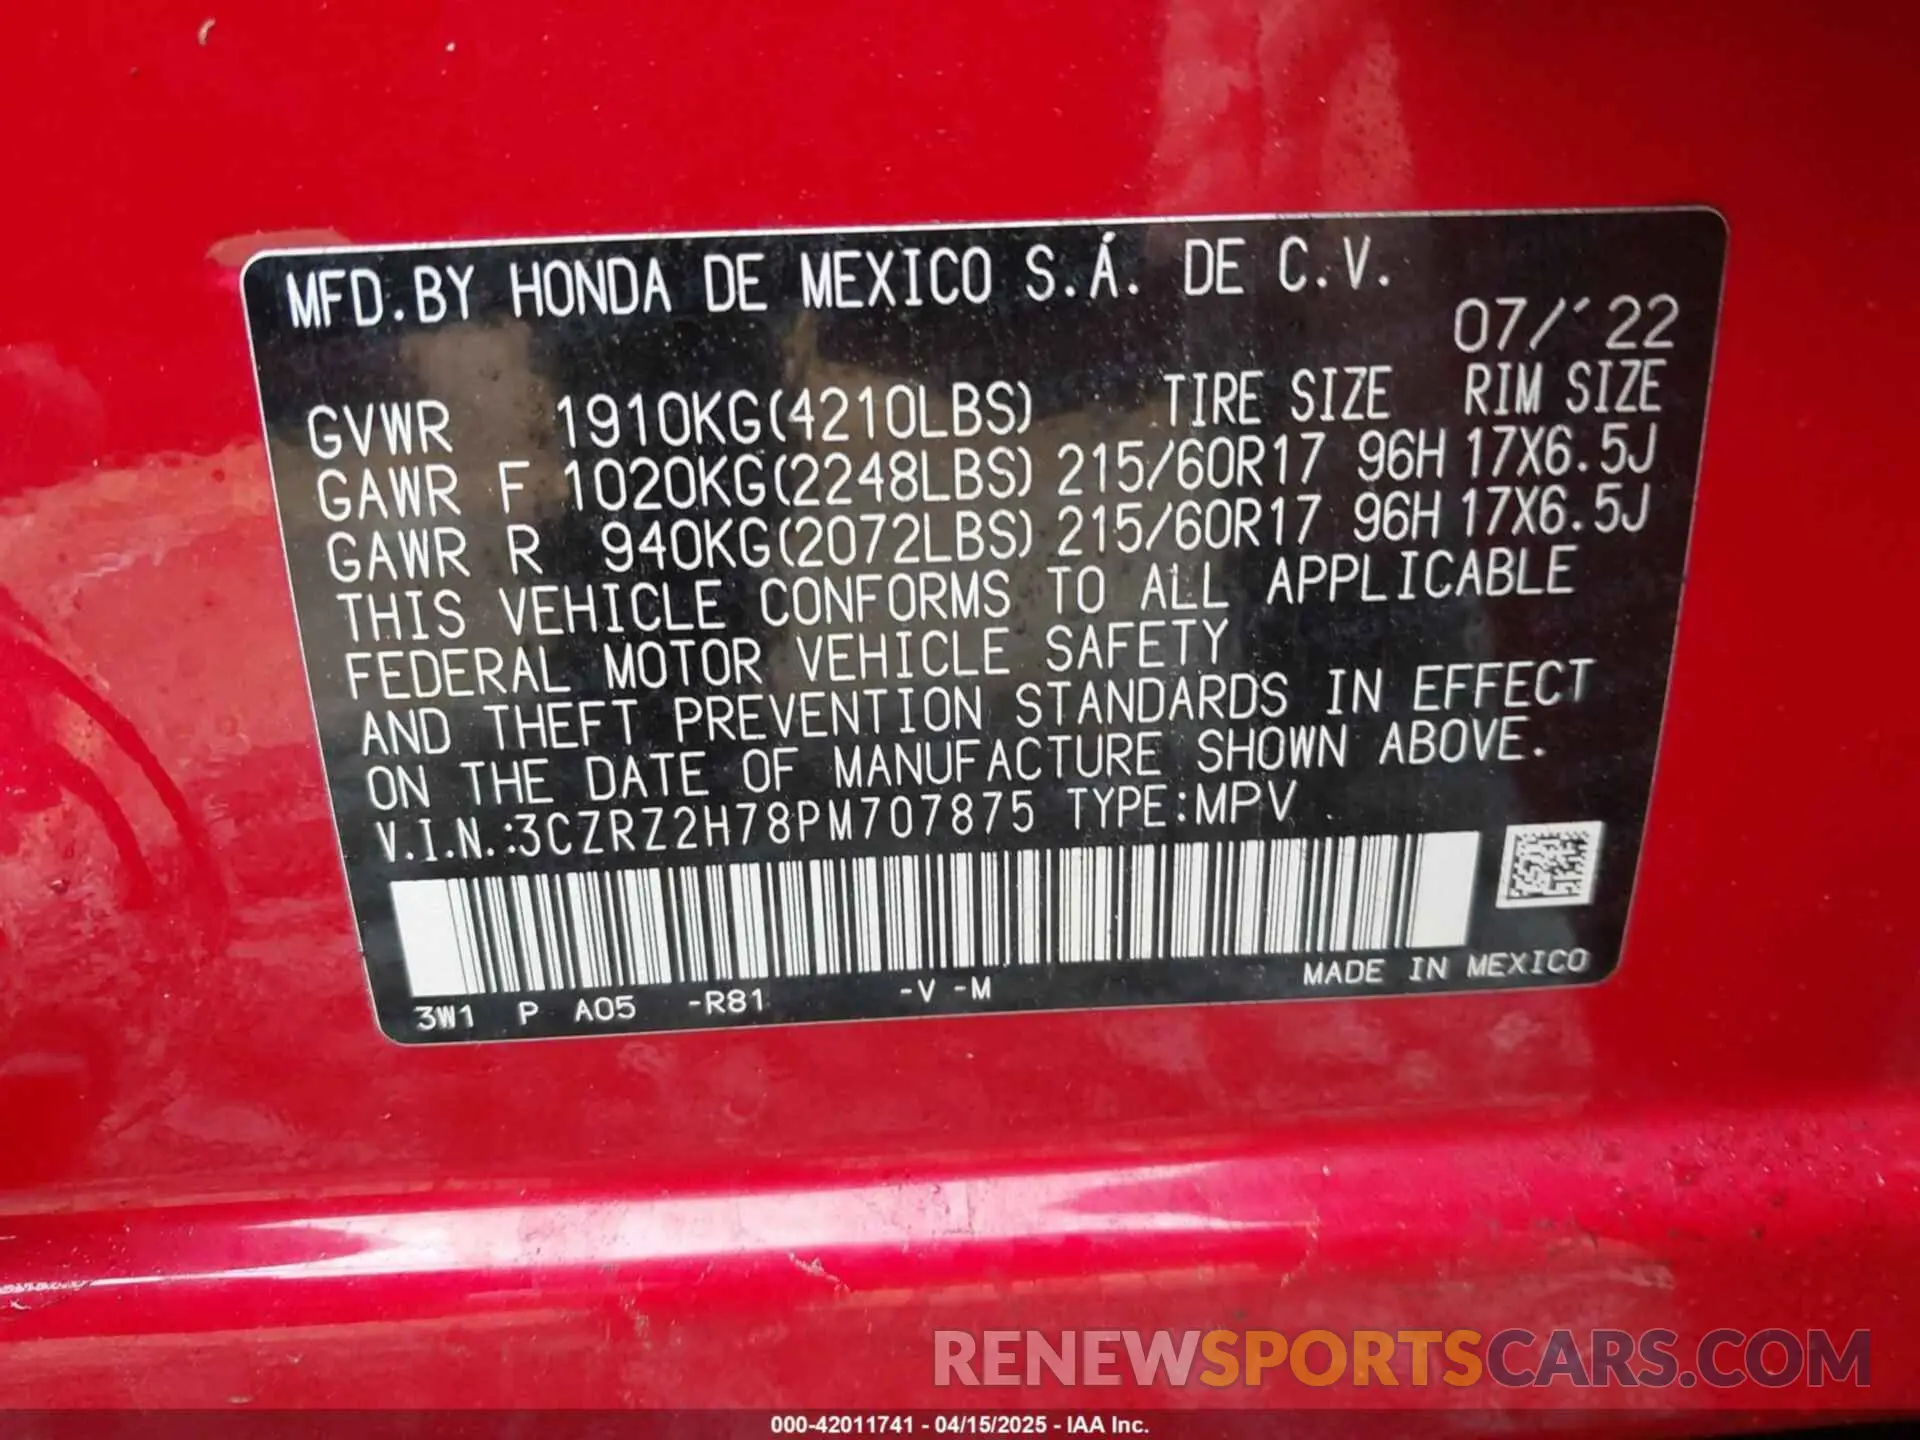 MFD.BY HONDA DE MEXICO S.Á. DE C.V.
07/´22
GVWR 1910KG(4210LBS) TIRE SIZE RIM SIZE
GAWR F 1020KG(2248LBS) 215/60R17 96H 17X6.5J
GAWR R 940KG(2072LBS) 215/60R17 96H 17X6.5J
THIS VEHICLE CONFORMS TO ALL APPLICABLE
FEDERAL MOTOR VEHICLE SAFETY
AND THEFT PREVENTION STANDARDS IN EFFECT
ON THE DATE OF MANUFACTURE SHOWN ABOVE.
V.I.N.:3CZRZ2H78PM707875 TYPE:MPV
MADE IN MEXICO
3W1 P A05 -R81 -V -M
RENEWSPORTSCARS.COM
000-42011741 - 04/15/2025 - IAA Inc.